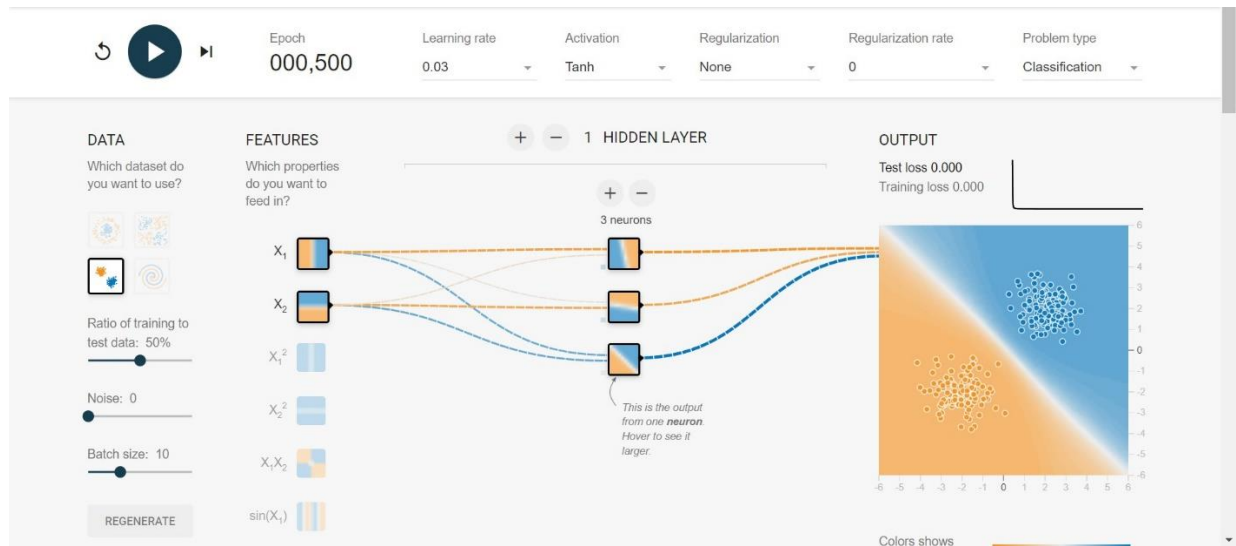 Epoch
000,500
Learning rate
0.03
Activation
Tanh
Regularization
None
Regularization rate
0
Problem type
Classification
DATA
Which dataset do
you want to use?
Ratio of training to
test data: 50%
Noise: 0
Batch size: 10
REGENERATE
FEATURES
Which properties
do you want to
feed in?
X₁
X₂
X₁²
X₂²
X₁X₂
sin(X₁)
+ − 1 HIDDEN LAYER
+ −
3 neurons
This is the output
from one neuron.
Hover to see it
larger.
OUTPUT
Test loss 0.000
Training loss 0.000
6
5
4
3
2
1
0
-1
-2
-3
-4
-5
-6
-6 -5 -4 -3 -2 -1 0 1 2 3 4 5 6
Colors shows